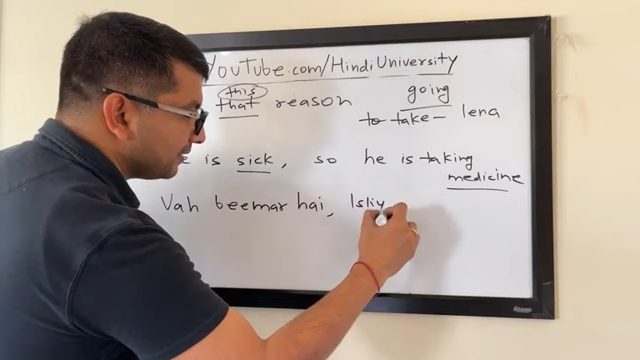 YouTube.com/HindiUniversity
this going
that reason
to take - lena
is sick, so he is taking
medicine
Vah beemar hai, Isliy